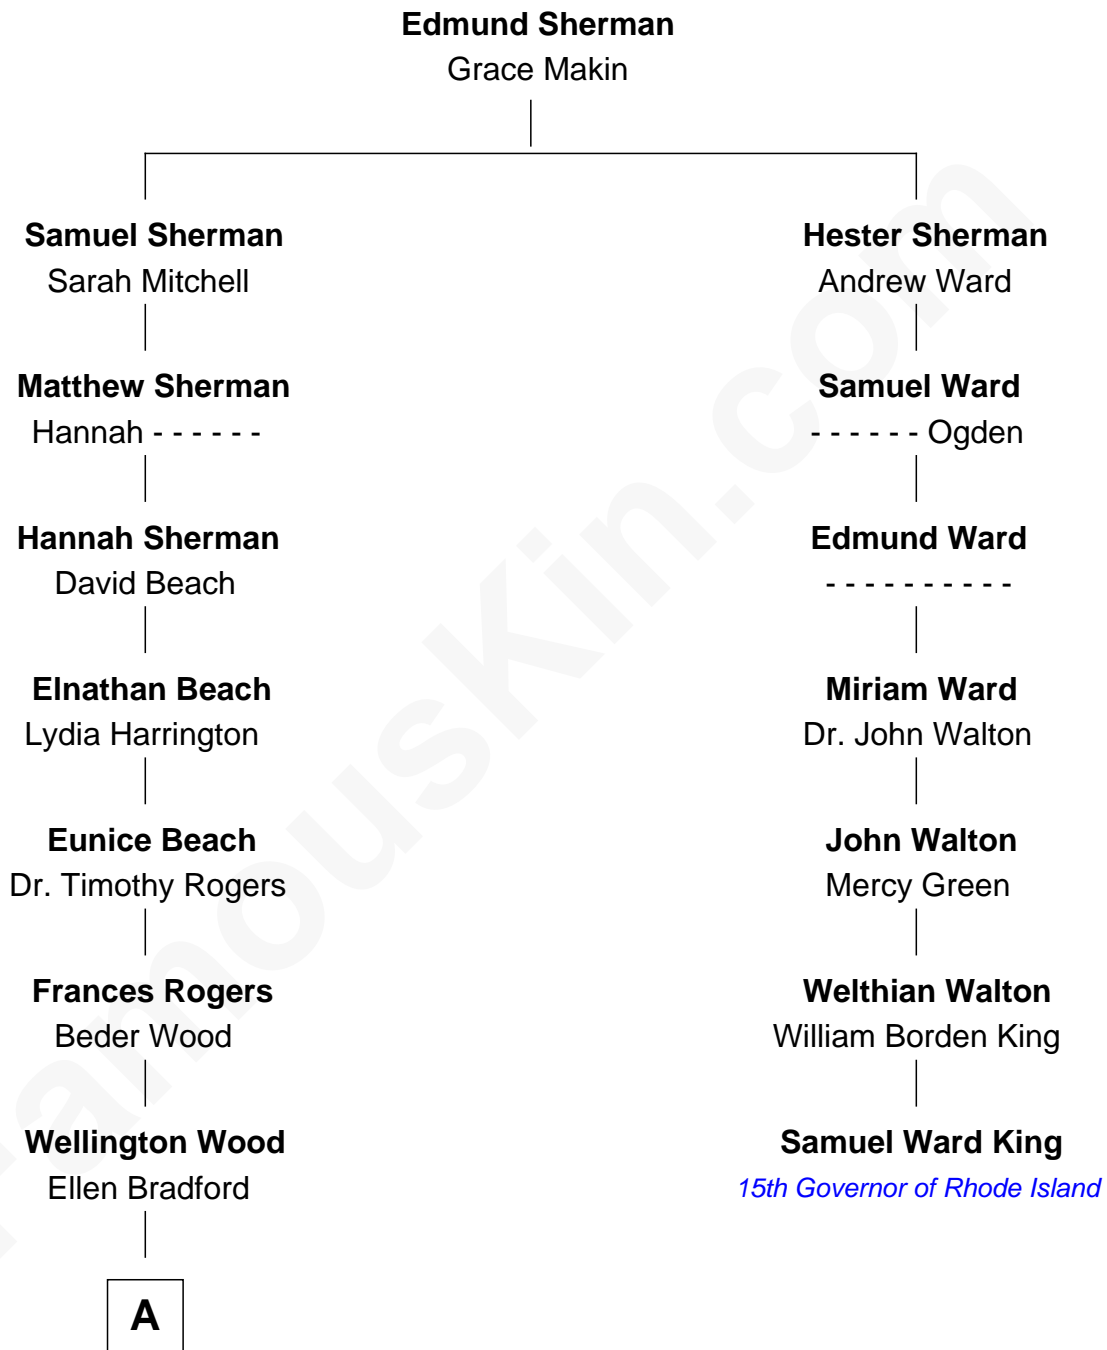 Edmund Sherman
Grace Makin
Samuel Sherman
Sarah Mitchell
Hester Sherman
Andrew Ward
Matthew Sherman
Hannah - - - - - -
Samuel Ward
- - - - - - Ogden
Hannah Sherman
David Beach
Edmund Ward
- - - - - - - - - -
Elnathan Beach
Lydia Harrington
Miriam Ward
Dr. John Walton
Eunice Beach
Dr. Timothy Rogers
John Walton
Mercy Green
Frances Rogers
Beder Wood
Welthian Walton
William Borden King
Wellington Wood
Ellen Bradford
Samuel Ward King
15th Governor of Rhode Island
A
FamousKin.com